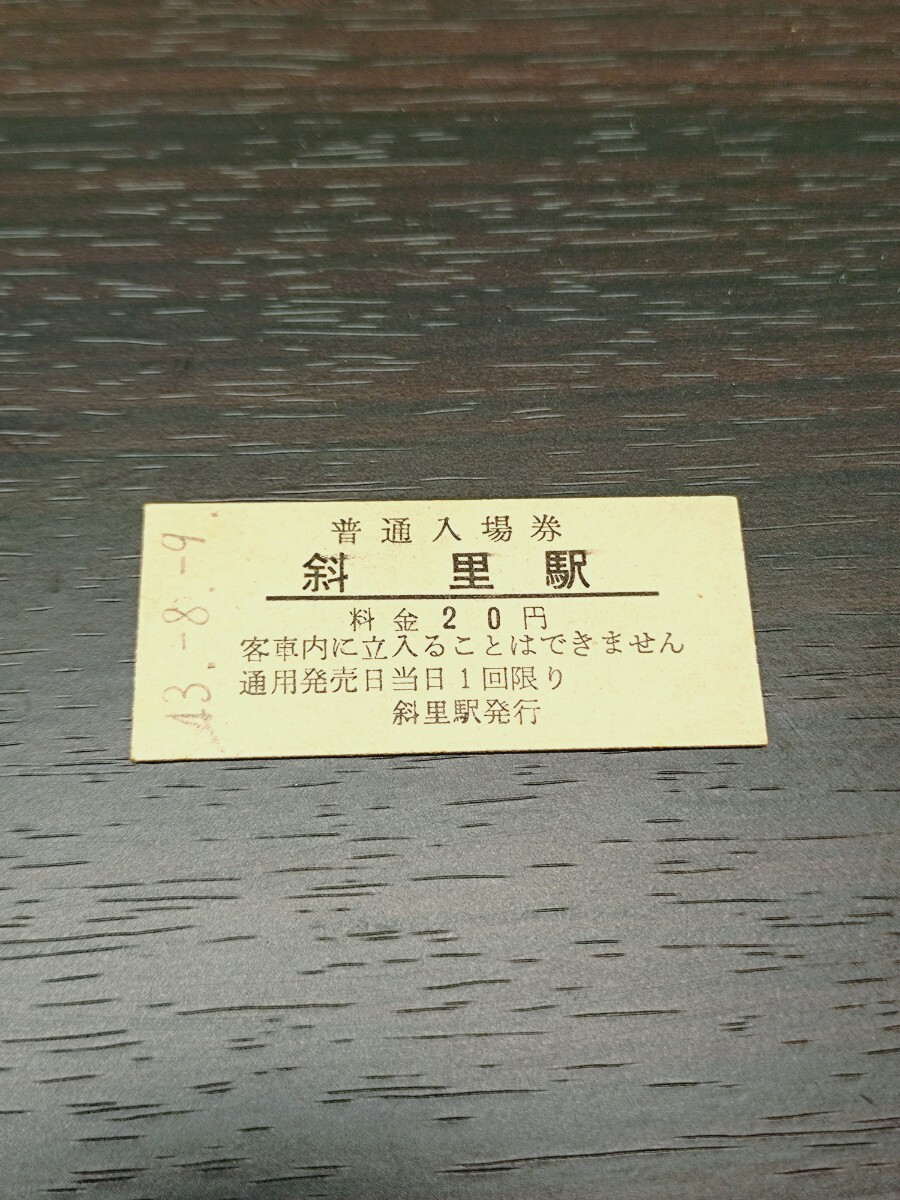 普通入場券
斜里駅
料金20円
客車内に立入ることはできません
通用発売日当日1回限り
斜里駅発行
43.-8.-9.